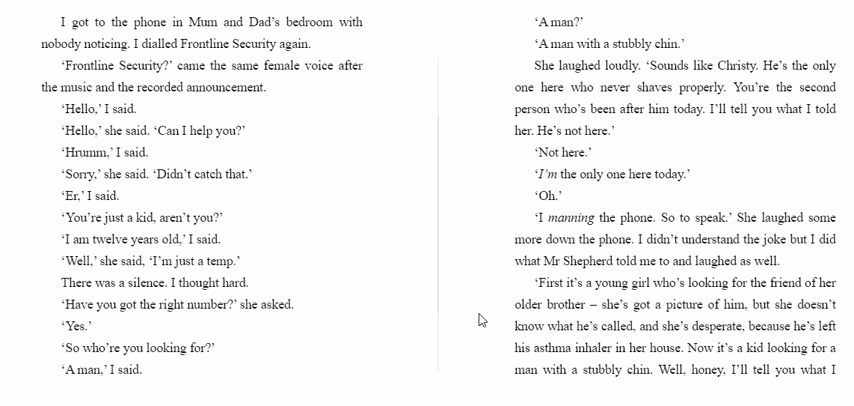 I got to the phone in Mum and Dad’s bedroom with
nobody noticing. I dialled Frontline Security again.
‘Frontline Security?’ came the same female voice after
the music and the recorded announcement.
‘Hello,’ I said.
‘Hello,’ she said. ‘Can I help you?’
‘Hrumm,’ I said.
‘Sorry,’ she said. ‘Didn’t catch that.’
‘Er,’ I said.
‘You’re just a kid, aren’t you?’
‘I am twelve years old,’ I said.
‘Well,’ she said, ‘I’m just a temp.’
There was a silence. I thought hard.
‘Have you got the right number?’ she asked.
‘Yes.’
‘So who’re you looking for?’
‘A man,’ I said.
‘A man?’
‘A man with a stubbly chin.’
She laughed loudly. ‘Sounds like Christy. He’s the only
one here who never shaves properly. You’re the second
person who’s been after him today. I’ll tell you what I told
her. He’s not here.’
‘Not here.’
‘I’m the only one here today.’
‘Oh.’
‘I manning the phone. So to speak.’ She laughed some
more down the phone. I didn’t understand the joke but I did
what Mr Shepherd told me to and laughed as well.
‘First it’s a young girl who’s looking for the friend of her
older brother – she’s got a picture of him, but she doesn’t
know what he’s called, and she’s desperate, because he’s left
his asthma inhaler in her house. Now it’s a kid looking for a
man with a stubbly chin. Well, honey, I’ll tell you what I